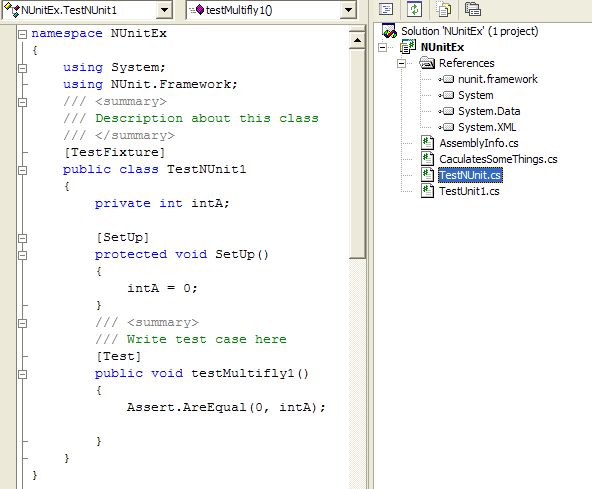 NUnitEx.TestNUnit1
testMultifly1()
namespace NUnitEx
{
using System;
using NUnit.Framework;
/// <summary>
/// Description about this class
/// </summary>
[TestFixture]
public class TestNUnit1
{
private int intA;
[SetUp]
protected void SetUp()
{
intA = 0;
}
/// <summary>
/// Write test case here
[Test]
public void testMultifly1()
{
Assert.AreEqual(0, intA);
}
}
}
Solution 'NUnitEx' (1 project)
NUnitEx
References
nunit.framework
System
System.Data
System.XML
AssemblyInfo.cs
CaculatesSomeThings.cs
TestNUnit.cs
TestUnit1.cs